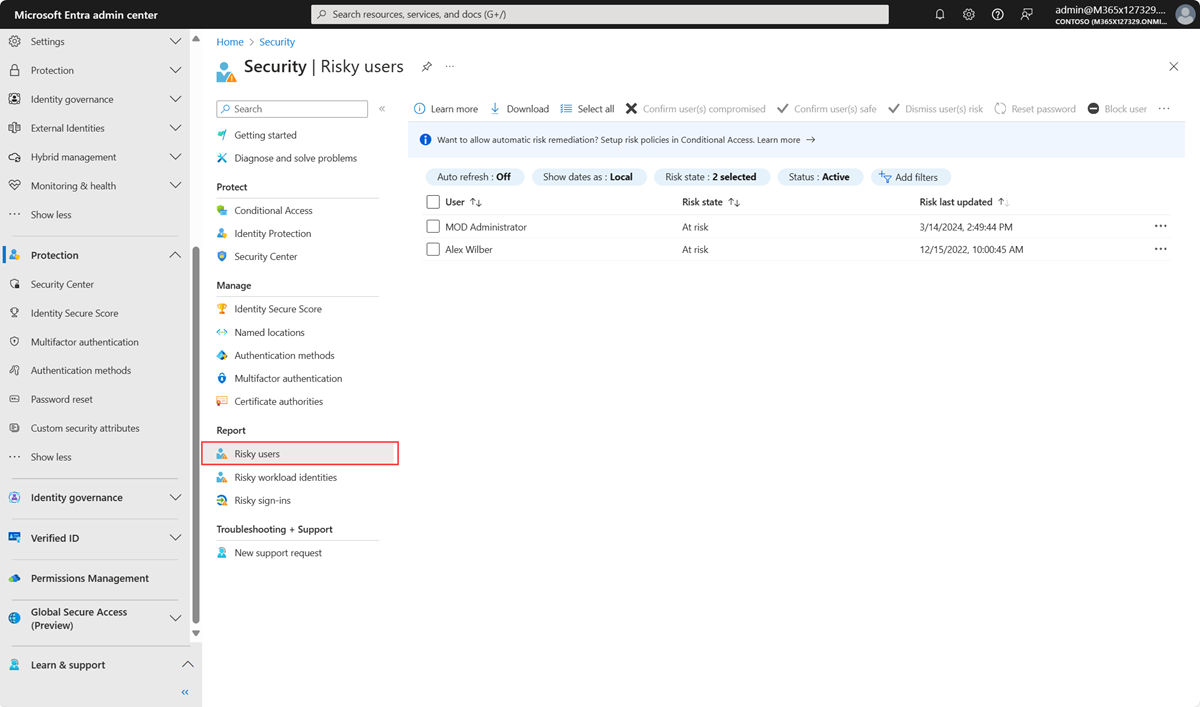 Microsoft Entra admin center
Search resources, services, and docs (G+/)
admin@M365x127329....
CONTOSO (M365X127329.ONMI...
Settings
Protection
Identity governance
External Identities
Hybrid management
Monitoring & health
Show less
Protection
Security Center
Identity Secure Score
Multifactor authentication
Authentication methods
Password reset
Custom security attributes
Show less
Identity governance
Verified ID
Permissions Management
Global Secure Access
(Preview)
Learn & support
Home > Security
Security | Risky users
Search
Getting started
Diagnose and solve problems
Protect
Conditional Access
Identity Protection
Security Center
Manage
Identity Secure Score
Named locations
Authentication methods
Multifactor authentication
Certificate authorities
Report
Risky users
Risky workload identities
Risky sign-ins
Troubleshooting + Support
New support request
Learn more Download Select all Confirm user(s) compromised Confirm user(s) safe Dismiss user(s) risk Reset password Block user
Want to allow automatic risk remediation? Setup risk policies in Conditional Access. Learn more →
Auto refresh : Off Show dates as : Local Risk state : 2 selected Status : Active Add filters
User ↑↓ Risk state ↑↓ Risk last updated ↑↓
MOD Administrator At risk 3/14/2024, 2:49:44 PM
Alex Wilber At risk 12/15/2022, 10:00:45 AM